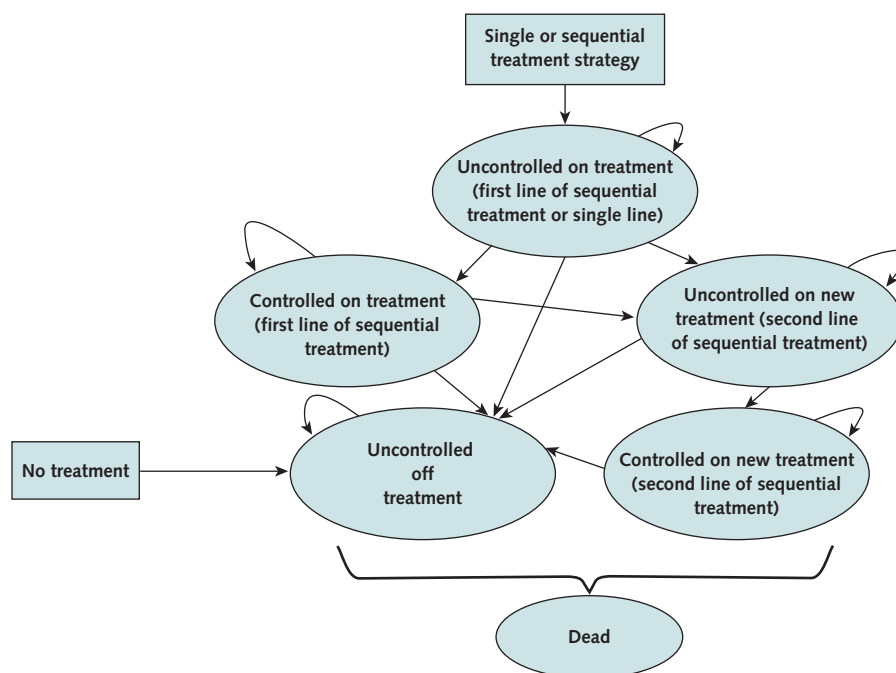 Single or sequential
treatment strategy
Uncontrolled on treatment
(first line of sequential
treatment or single line)
Controlled on treatment
(first line of sequential
treatment)
Uncontrolled on new
treatment (second line
of sequential treatment)
No treatment
Uncontrolled
off
treatment
Controlled on new treatment
(second line of sequential
treatment)
Dead